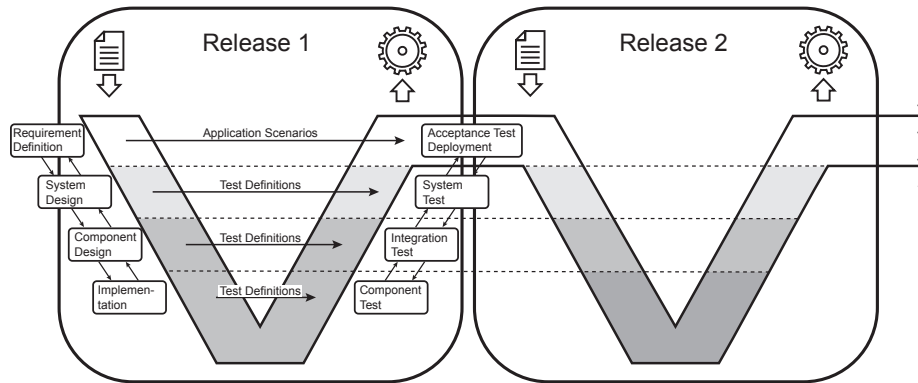 Release 1
Release 2
Requirement
Definition
Application Scenarios
Acceptance Test
Deployment
System
Design
Test Definitions
System
Test
Component
Design
Test Definitions
Integration
Test
Implemen-
tation
Test Definitions
Component
Test